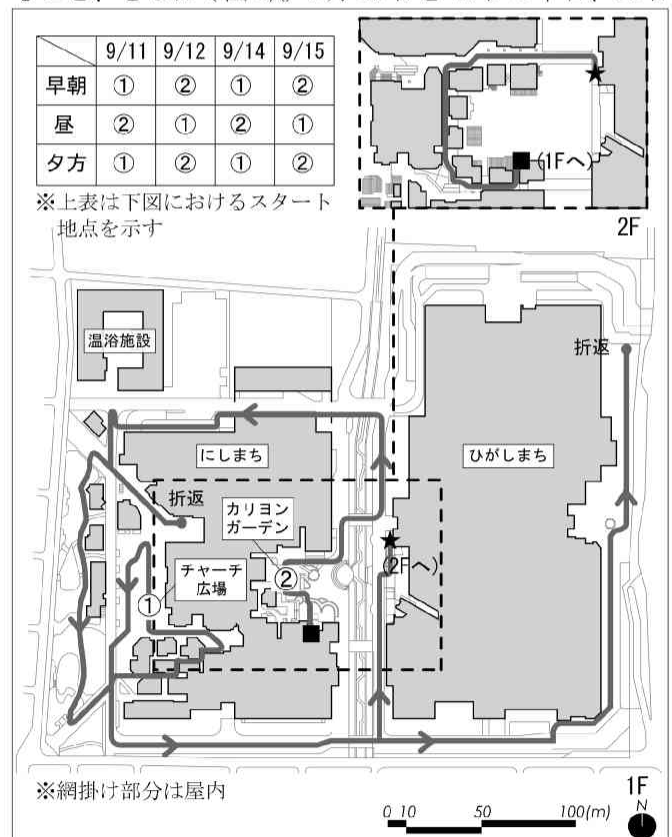 9/11 9/12 9/14 9/15
早朝 ① ② ① ②
昼 ② ① ② ①
夕方 ① ② ① ②
※上表は下図におけるスタート
地点を示す
(1Fへ)
2F
温浴施設
折返
にしまち
ひがしまち
折返
カリヨン
ガーデン
②
(2Fへ)
チャーチ
広場
①
※網掛け部分は屋内
1F
0 10 50 100(m)
N